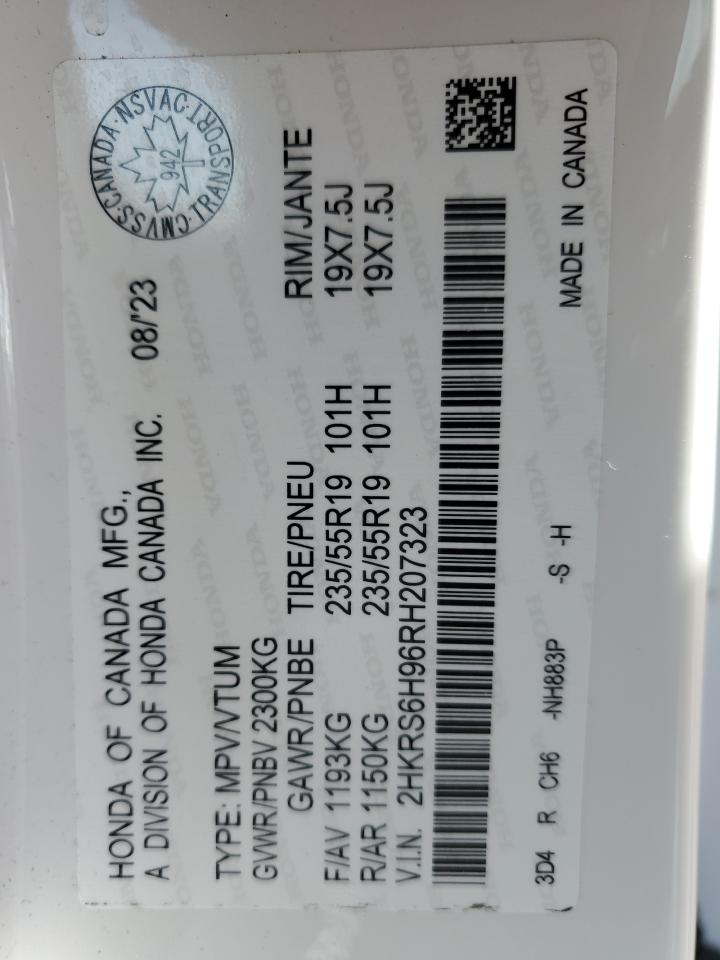 HONDA OF CANADA MFG.,
A DIVISION OF HONDA CANADA INC. 08/'23
CMVSS·CANADA·NSVAC·TRANSPORT
942
TYPE: MPV/VTUM
GVWR/PNBV 2300KG
GAWR/PNBE TIRE/PNEU RIM/JANTE
F/AV 1193KG 235/55R19 101H 19X7.5J
R/AR 1150KG 235/55R19 101H 19X7.5J
V.I.N. 2HKRS6H96RH207323
MADE IN CANADA
3D4 R CH6 -NH883P -S -H